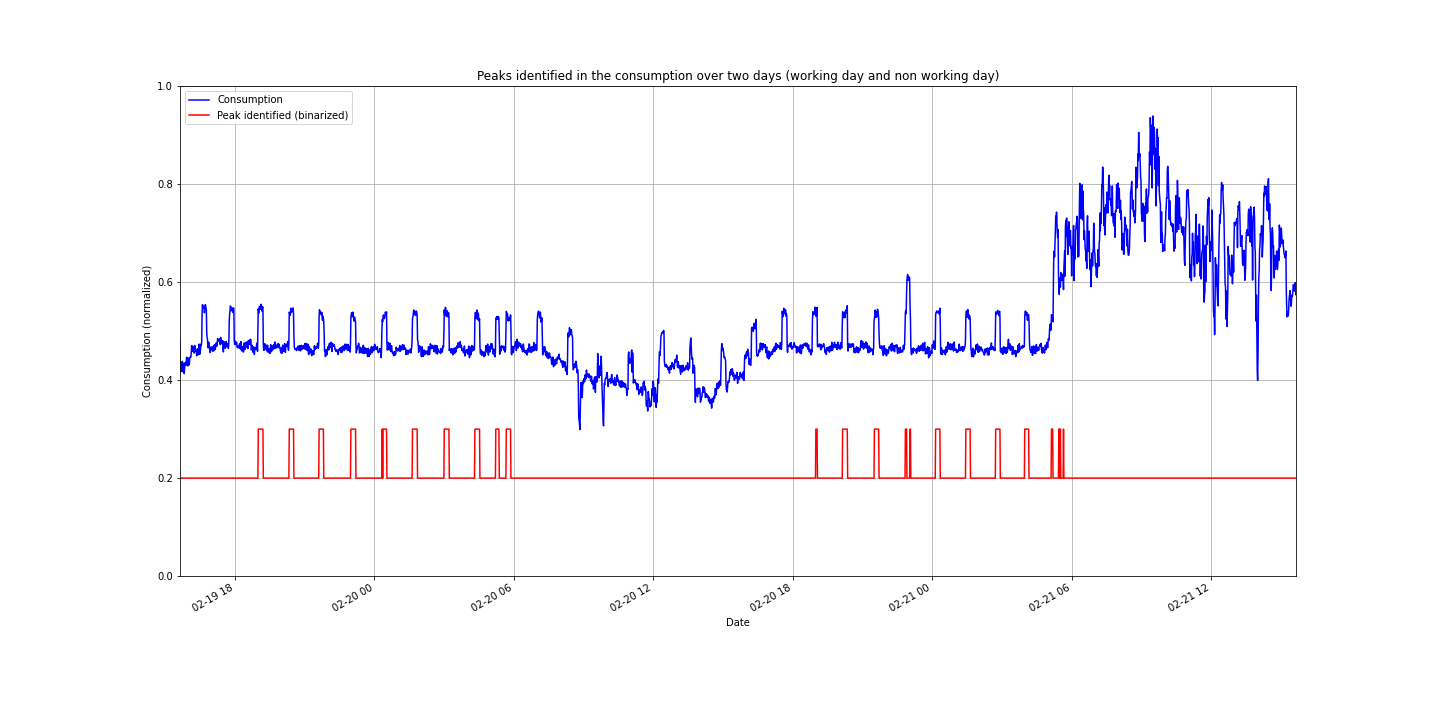 Peaks identified in the consumption over two days (working day and non working day)
Consumption
Peak identified (binarized)
Consumption (normalized)
1.0
0.8
0.6
0.4
0.2
0.0
02-19 18
02-20 00
02-20 06
02-20 12
02-20 18
02-21 00
02-21 06
02-21 12
Date